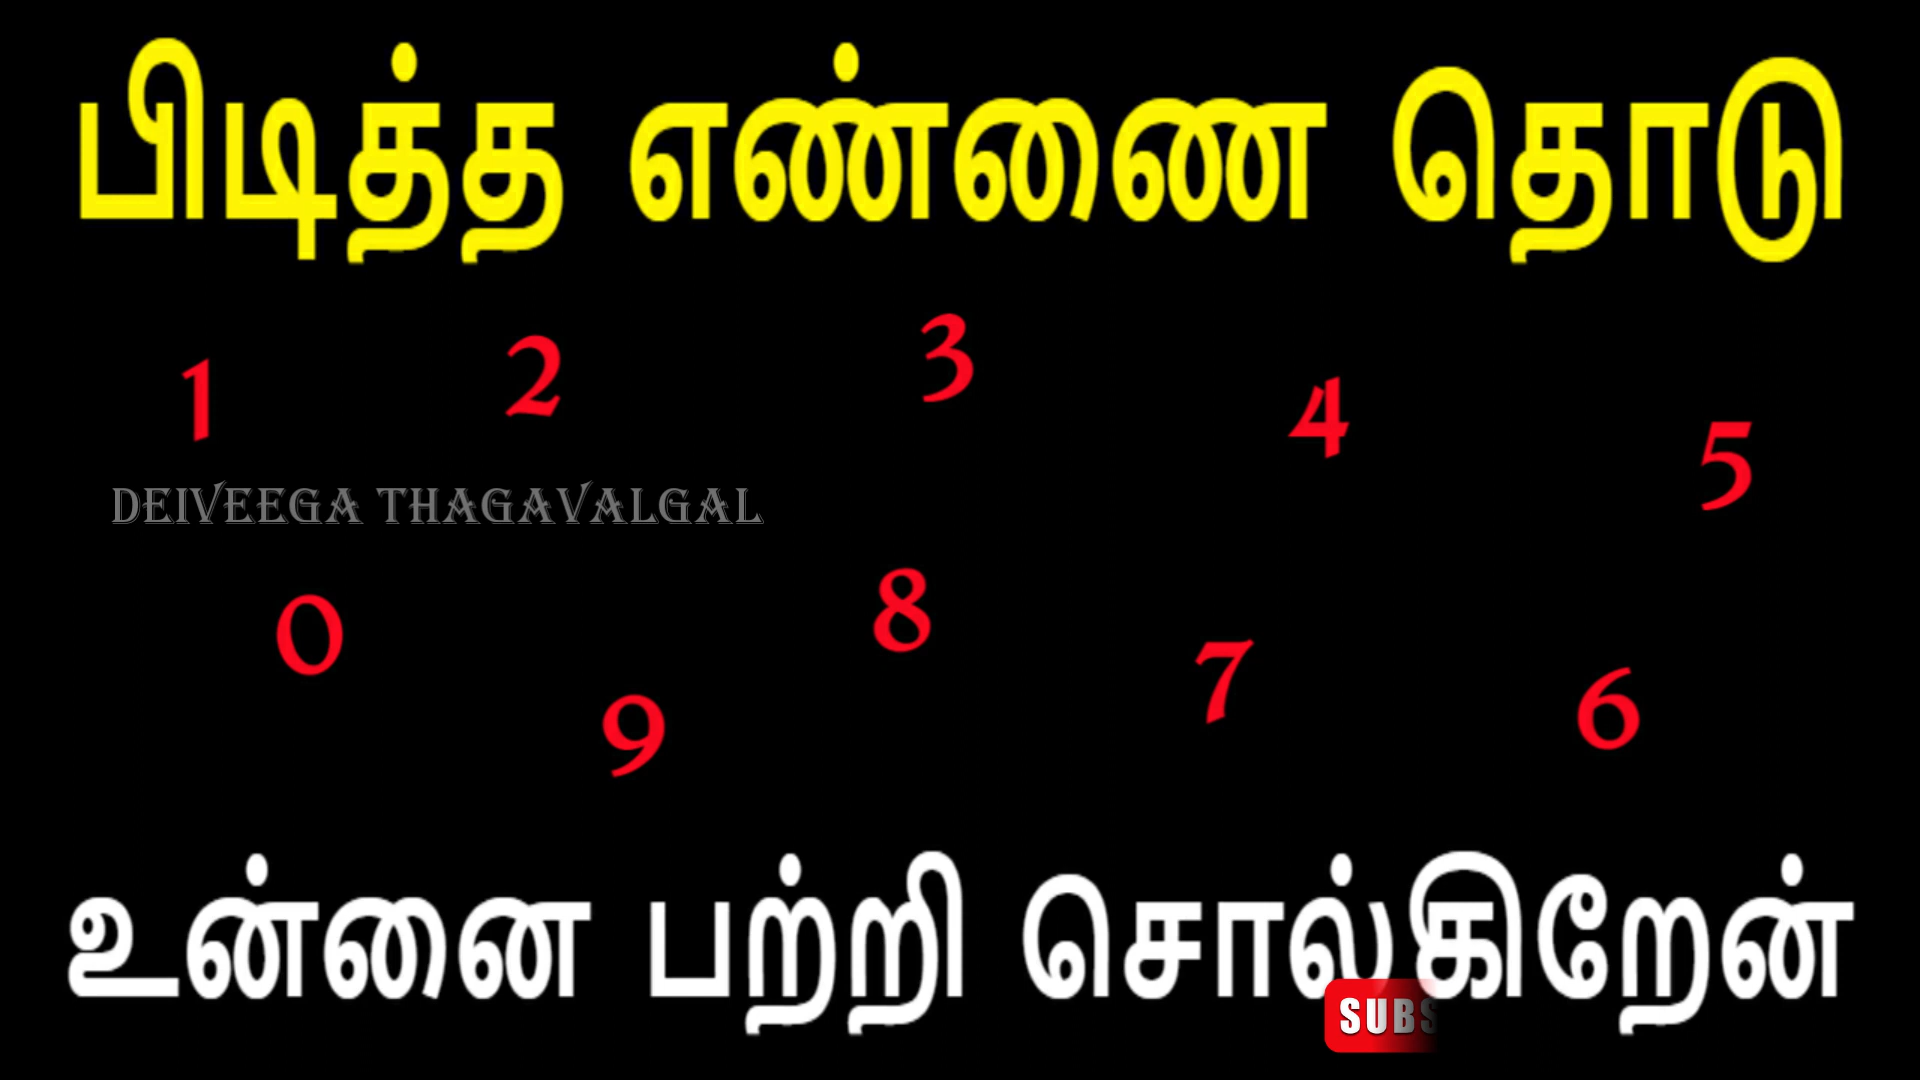 பிடித்த எண்ணை தொடு
1 2 3 4 5
DEIVEEGA THAGAVALGAL
0 9 8 7 6
உன்னை பற்றி சொல்கிறேன்
SUBS